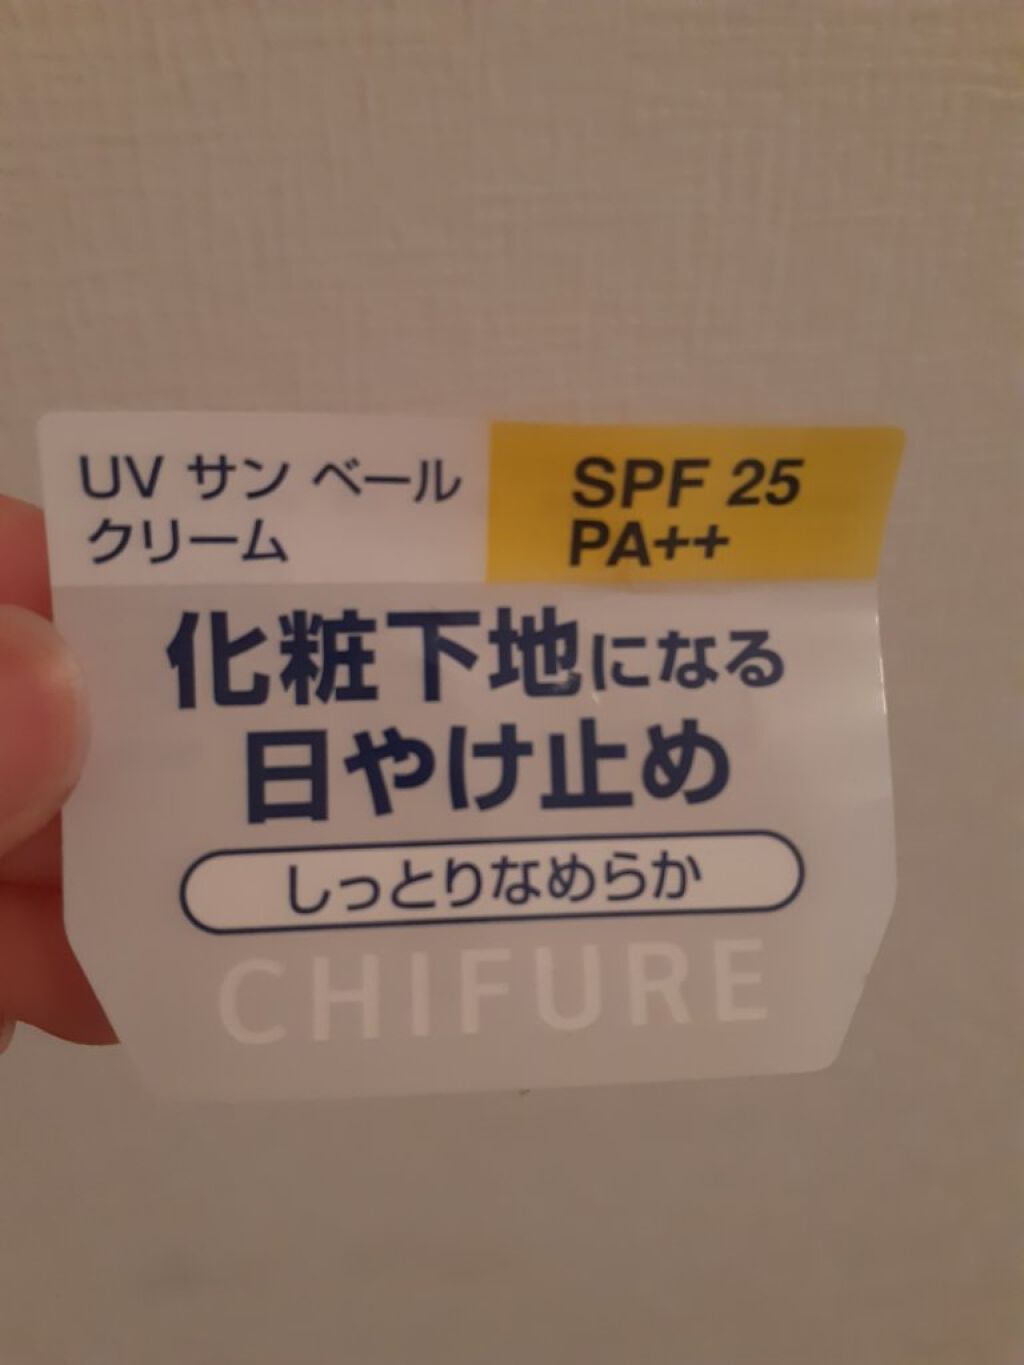 UV サン ベール
クリーム
SPF 25
PA++
化粧下地になる
日やけ止め
しっとりなめらか
CHIFURE